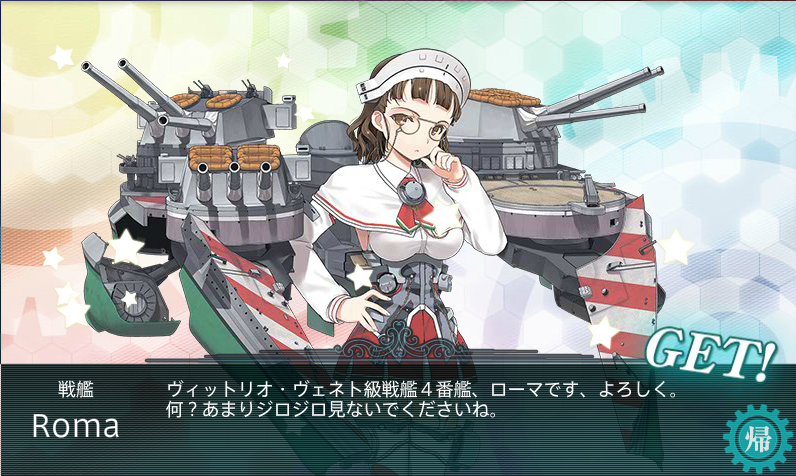 GET!
戦艦
Roma
ヴィットリオ・ヴェネト級戦艦４番艦、ローマです、よろしく。
何？あまりジロジロ見ないでくださいね。
帰